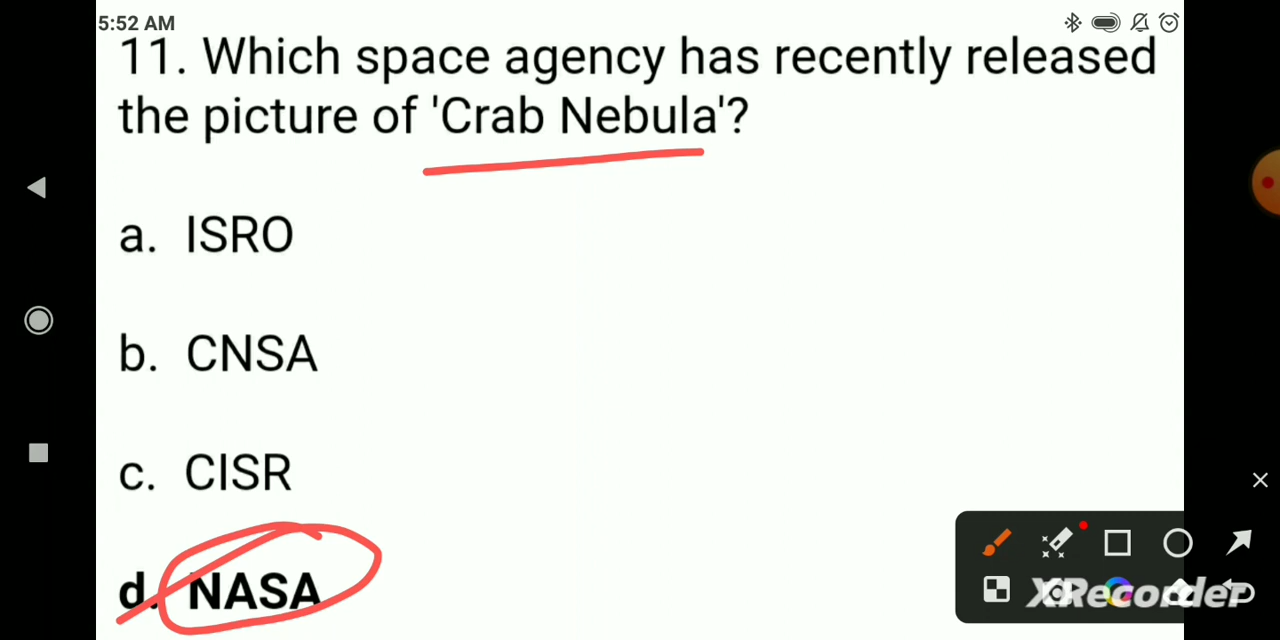 5:52 AM
11. Which space agency has recently released
the picture of 'Crab Nebula'?
a. ISRO
b. CNSA
c. CISR
d. NASA
XRecorder